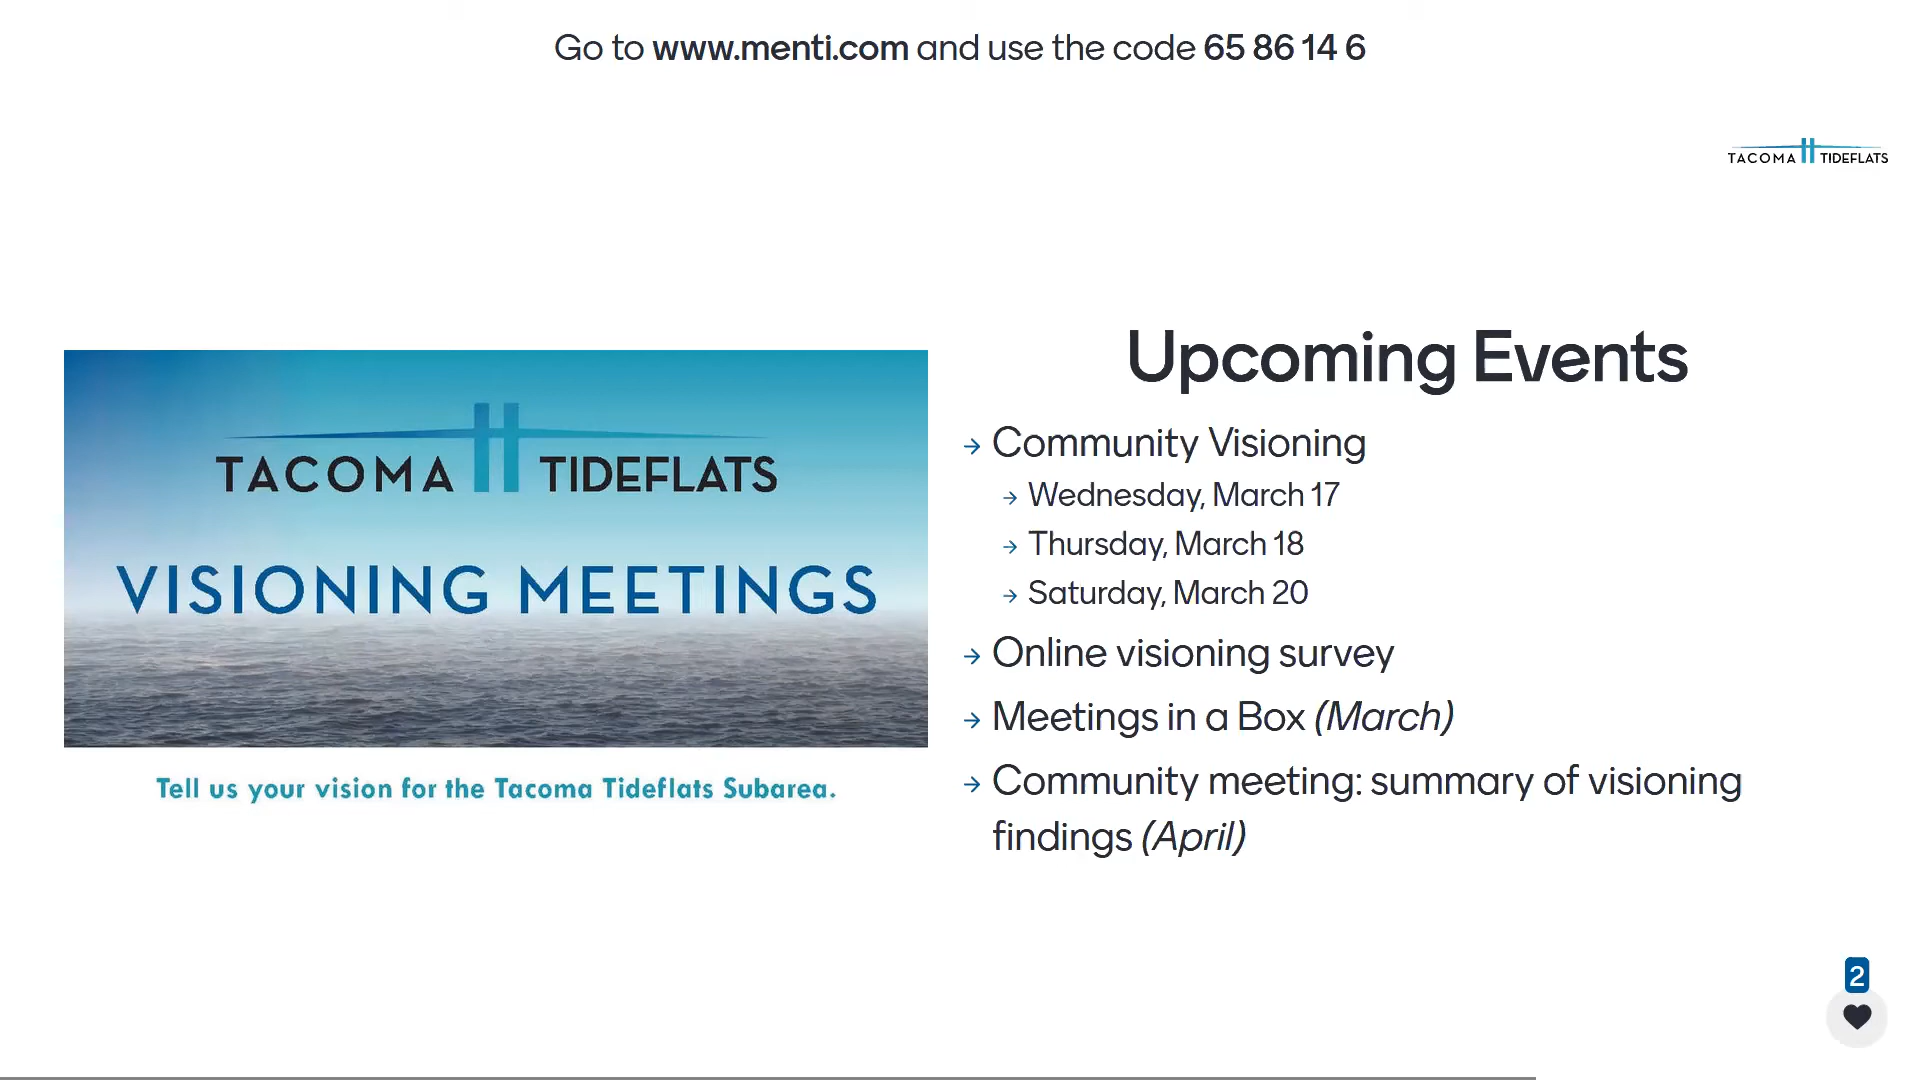 Go to www.menti.com and use the code 65 86 14 6
TACOMA TIDEFLATS
TACOMA TIDEFLATS
VISIONING MEETINGS
Tell us your vision for the Tacoma Tideflats Subarea.
Upcoming Events
→ Community Visioning
→ Wednesday, March 17
→ Thursday, March 18
→ Saturday, March 20
→ Online visioning survey
→ Meetings in a Box (March)
→ Community meeting: summary of visioning
findings (April)
2